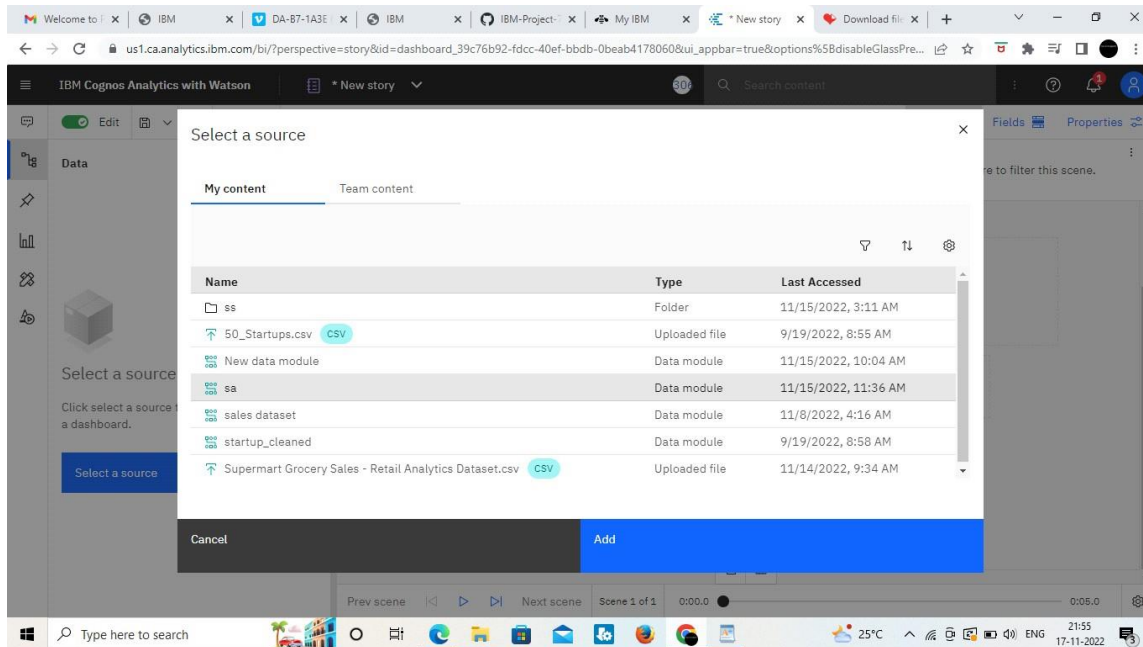 Welcome to F
IBM
DA-B7-1A3E
IBM
IBM-Project-
My IBM
* New story
Download fil
us1.ca.analytics.ibm.com/bi/?perspective=story&id=dashboard_39c76b92-fdcc-40ef-bbdb-0beab4178060&ui_appbar=true&options%5BdisableGlassPre...
IBM Cognos Analytics with Watson
* New story
Search content
1
Edit
Fields
Properties
Select a source
Data
re to filter this scene.
My content
Team content
Name Type Last Accessed
ss Folder 11/15/2022, 3:11 AM
50_Startups.csv CSV Uploaded file 9/19/2022, 8:55 AM
New data module Data module 11/15/2022, 10:04 AM
sa Data module 11/15/2022, 11:36 AM
sales dataset Data module 11/8/2022, 4:16 AM
startup_cleaned Data module 9/19/2022, 8:58 AM
Supermart Grocery Sales - Retail Analytics Dataset.csv CSV Uploaded file 11/14/2022, 9:34 AM
Select a source
Click select a source t
a dashboard.
Select a source
Cancel
Add
Prev scene
Next scene
Scene 1 of 1
0:00.0
0:05.0
Type here to search
25°C
ENG
21:55
17-11-2022
3